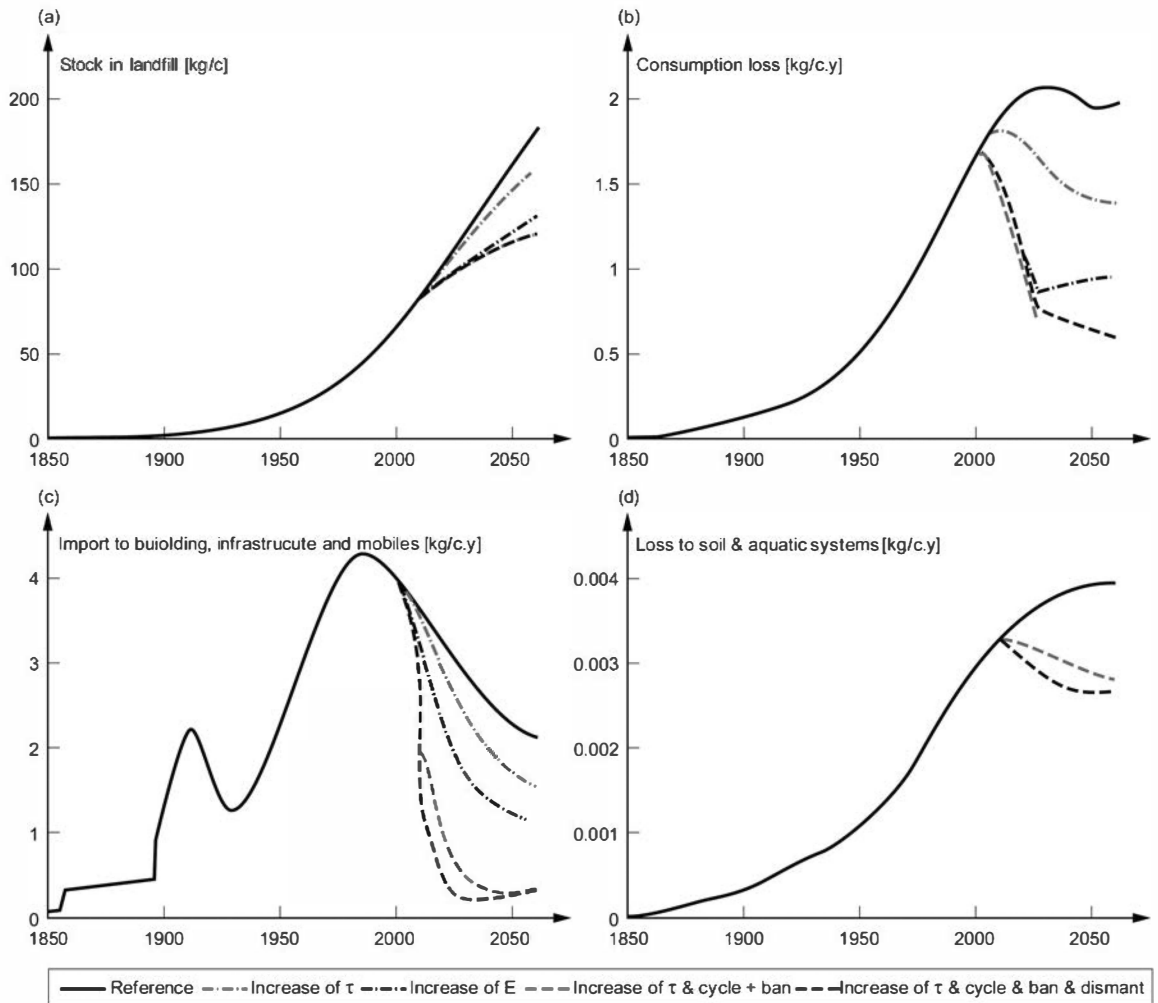 (a)
Stock in landfill [kg/c]
200
150
100
50
0
1850 1900 1950 2000 2050
(b)
Consumption loss [kg/c.y]
2
1.5
1
0.5
0
1850 1900 1950 2000 2050
(c)
Import to buiolding, infrastrucute and mobiles [kg/c.y]
4
3
2
1
0
1850 1900 1950 2000 2050
(d)
Loss to soil & aquatic systems [kg/c.y]
0.004
0.003
0.002
0.001
0
1850 1900 1950 2000 2050
Reference Increase of τ Increase of E Increase of τ & cycle + ban Increase of τ & cycle & ban & dismant